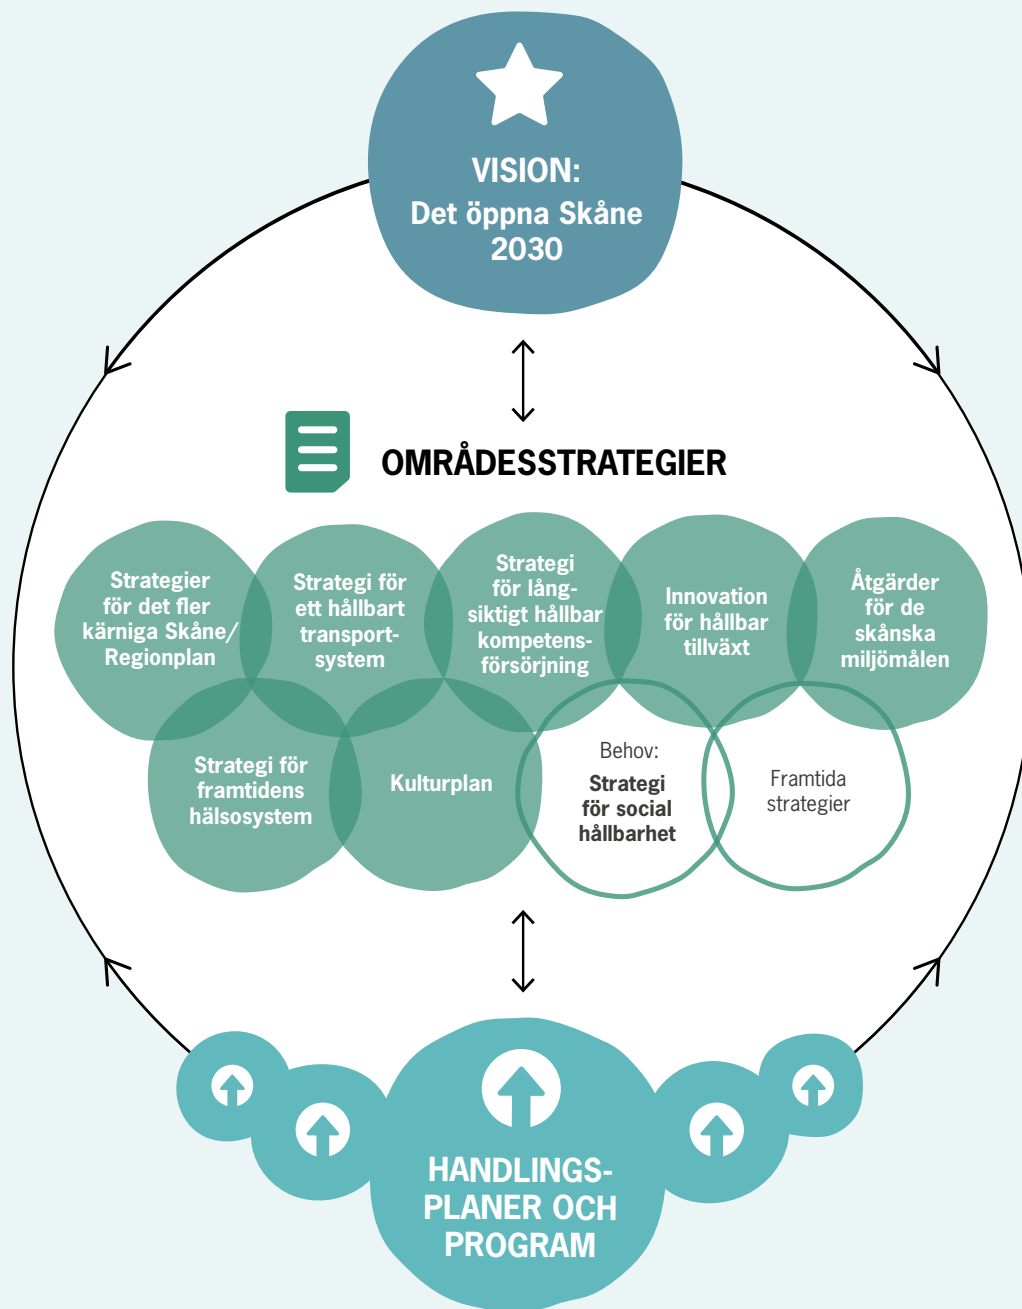 VISION:
Det öppna Skåne
2030
OMRÅDESSTRATEGIER
Strategier
för det fler
kärniga Skåne/
Regionplan
Strategi för
ett hållbart
transport-
system
Strategi
för lång-
siktigt hållbar
kompetens-
försörjning
Innovation
för hållbar
tillväxt
Åtgärder
för de
skånska
miljömålen
Strategi för
framtidens
hälsosystem
Kulturplan
Behov:
Strategi
för social
hållbarhet
Framtida
strategier
HANDLINGS-
PLANER OCH
PROGRAM